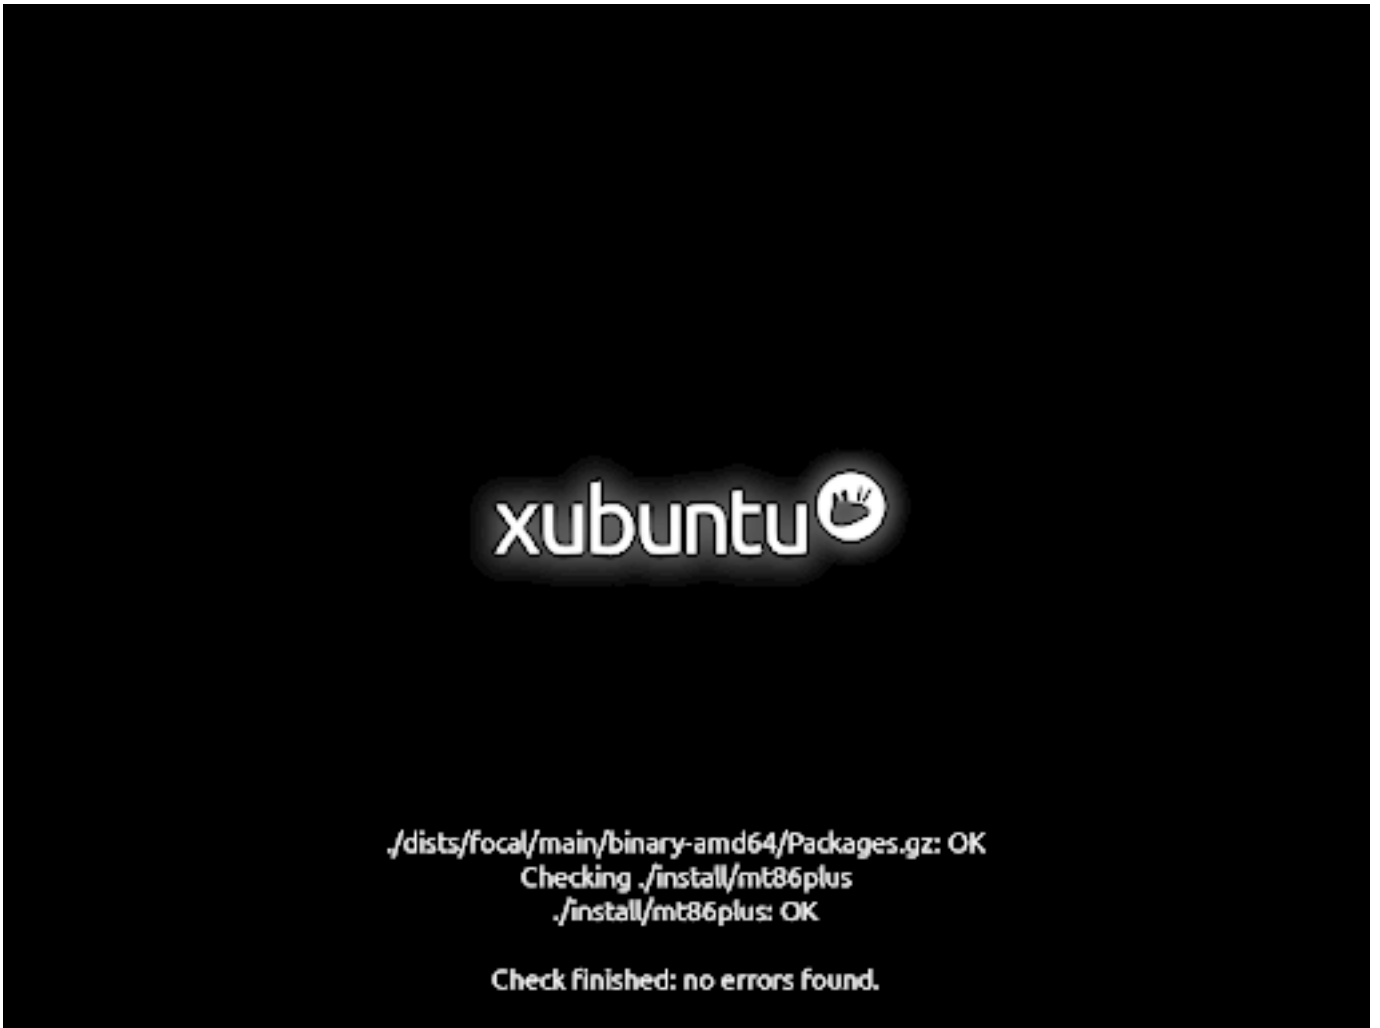 xubuntu
./dists/focal/main/binary-amd64/Packages.gz: OK
Checking ./install/mt86plus
./install/mt86plus: OK
Check finished: no errors found.